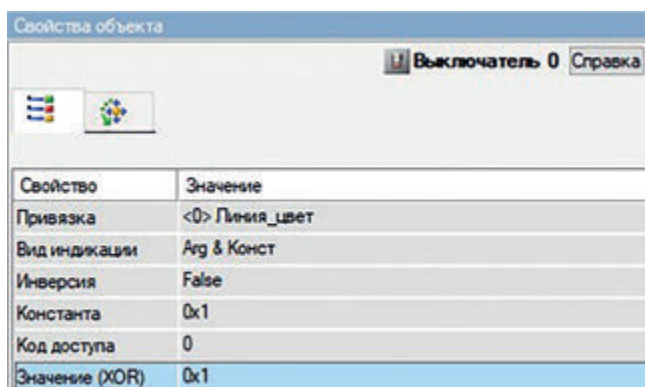 Свойства объекта
Выключатель 0 Справка
Свойство Значение
Привязка <0> Линия_цвет
Вид индикации Arg & Конст
Инверсия False
Константа 0x1
Код доступа 0
Значение (XOR) 0x1